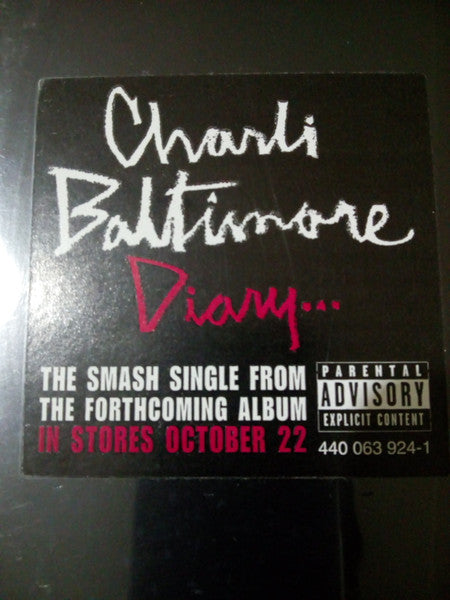 Charli
Baltimore
Diary...
THE SMASH SINGLE FROM
THE FORTHCOMING ALBUM
IN STORES OCTOBER 22
PARENTAL
ADVISORY
EXPLICIT CONTENT
440 063 924-1